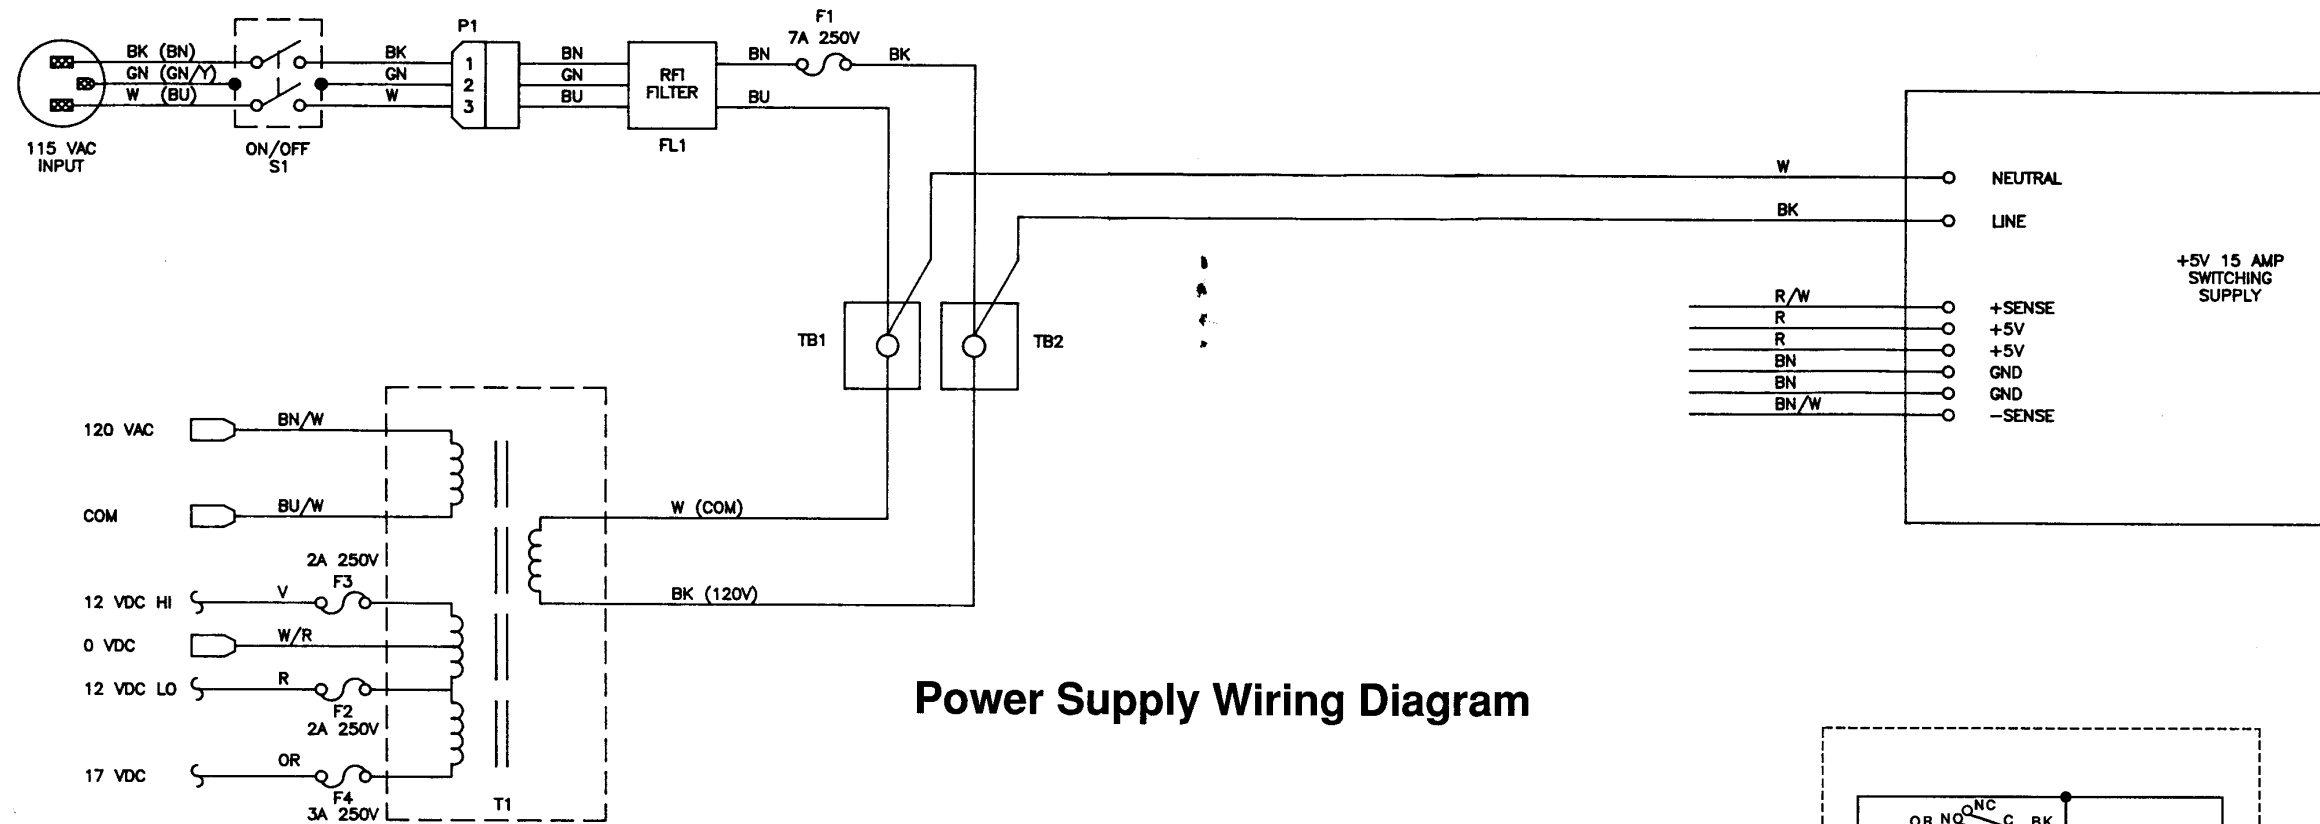 F1
7A 250V
P1
BK (BN)
GN (GN/Y)
W (BU)
BK
GN
W
1
2
3
BN
GN
BU
RFI
FILTER
BN
BU
BK
115 VAC
INPUT
ON/OFF
S1
FL1
W
NEUTRAL
BK
LINE
+5V 15 AMP
SWITCHING
SUPPLY
R/W
+SENSE
R
+5V
R
+5V
BN
GND
BN
GND
BN/W
-SENSE
TB1
TB2
120 VAC
BN/W
COM
BU/W
W (COM)
2A 250V
F3
12 VDC HI
V
BK (120V)
0 VDC
W/R
12 VDC LO
R
F2
2A 250V
17 VDC
OR
F4
3A 250V
T1
Power Supply Wiring Diagram
NC
OR NO
C BK